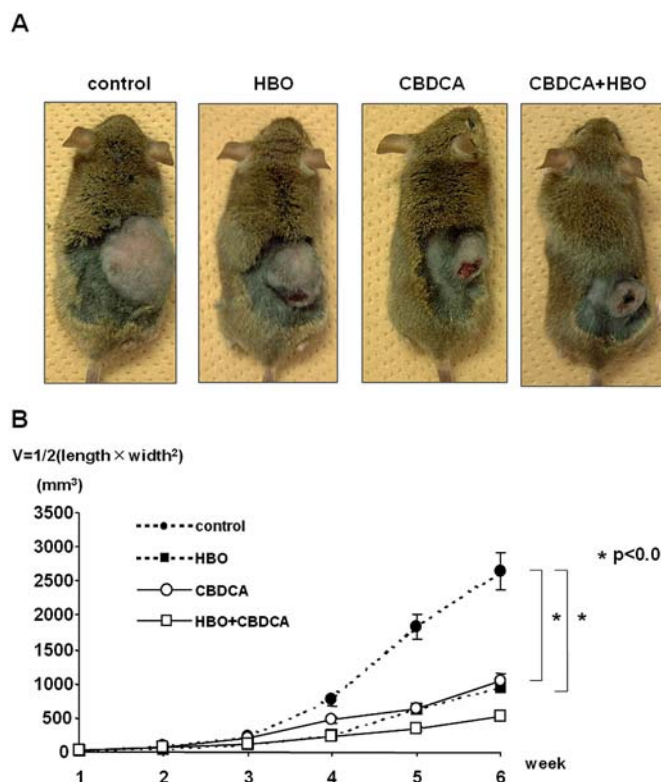 A
control
HBO
CBDCA
CBDCA+HBO
B
V=1/2(length×width²)
(mm³)
3500
3000
2500
2000
1500
1000
500
0
control
HBO
CBDCA
HBO+CBDCA
* p<0.0
* *
1 2 3 4 5 6 week